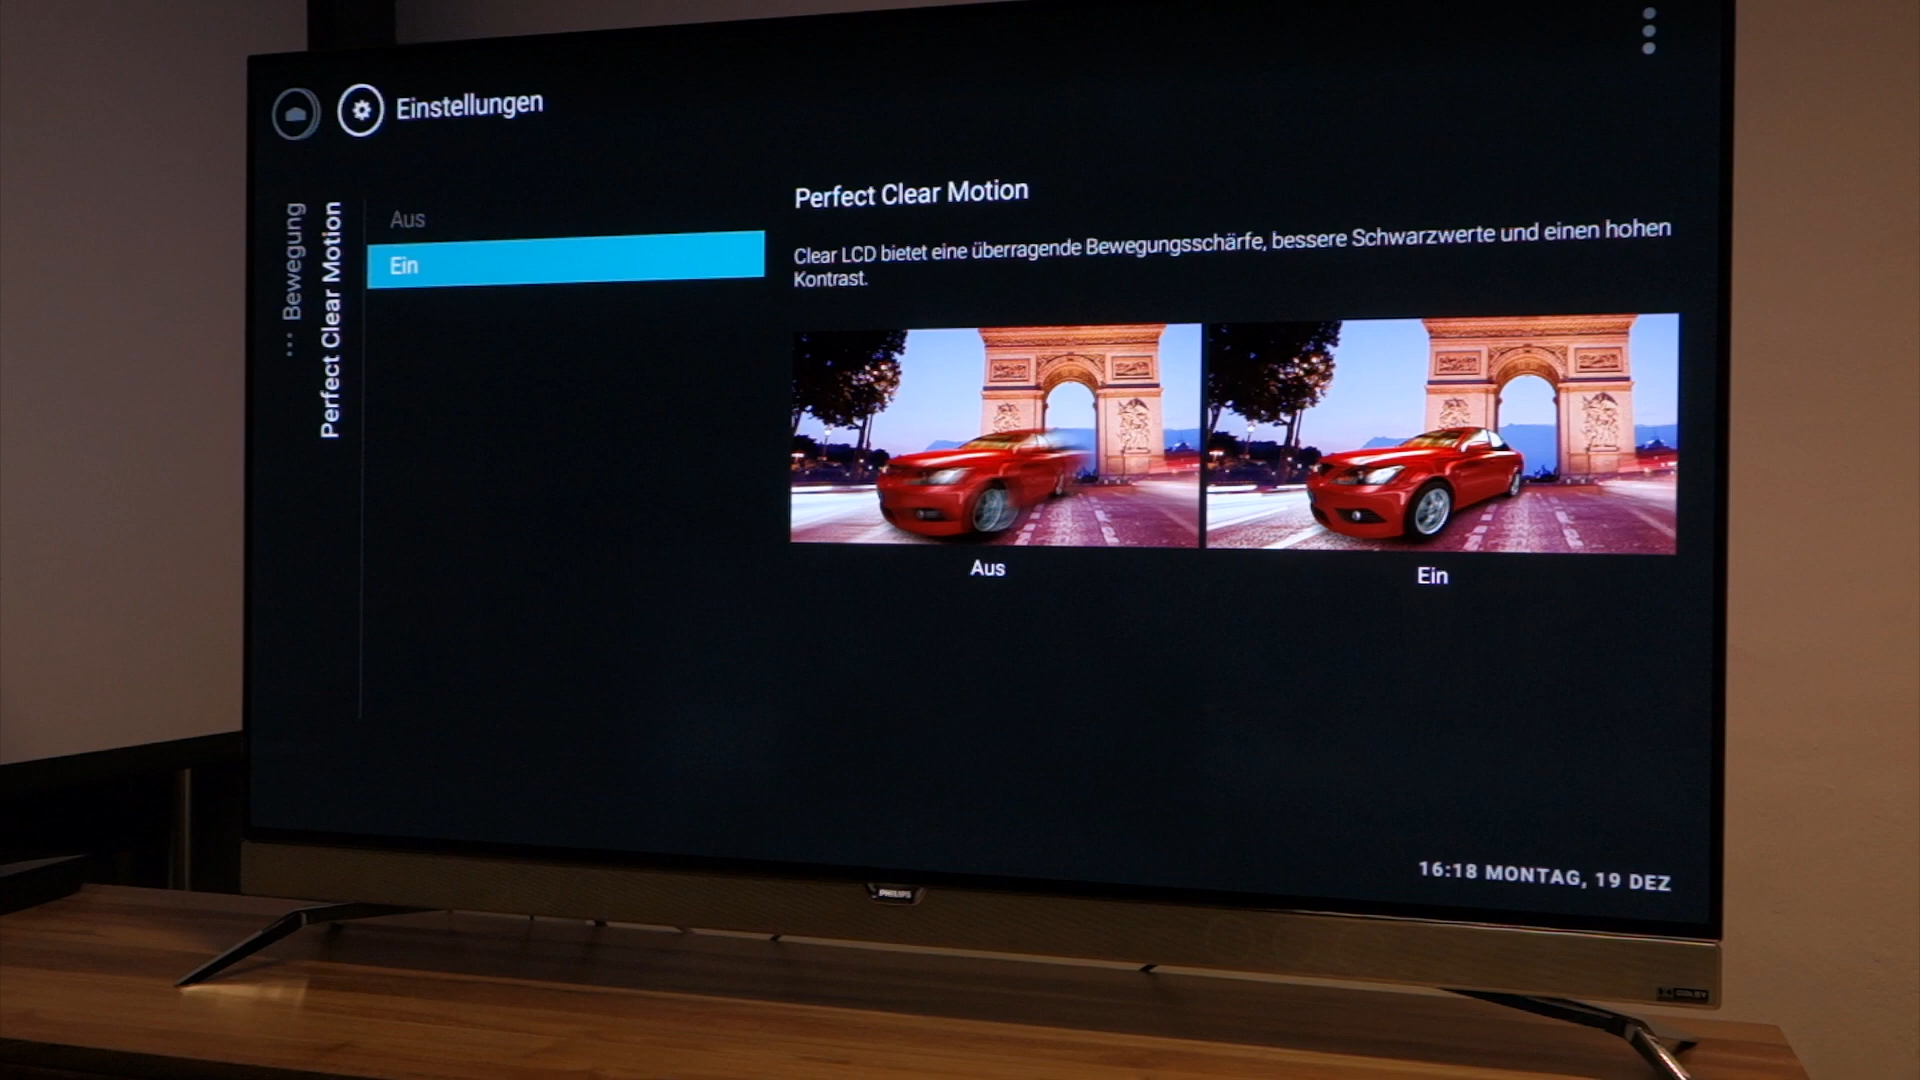 Einstellungen
... Bewegung
Perfect Clear Motion
Aus
Ein
Perfect Clear Motion
Clear LCD bietet eine überragende Bewegungsschärfe, bessere Schwarzwerte und einen hohen
Kontrast.
Aus
Ein
16:18 MONTAG, 19 DEZ
PHILIPS
DOLBY